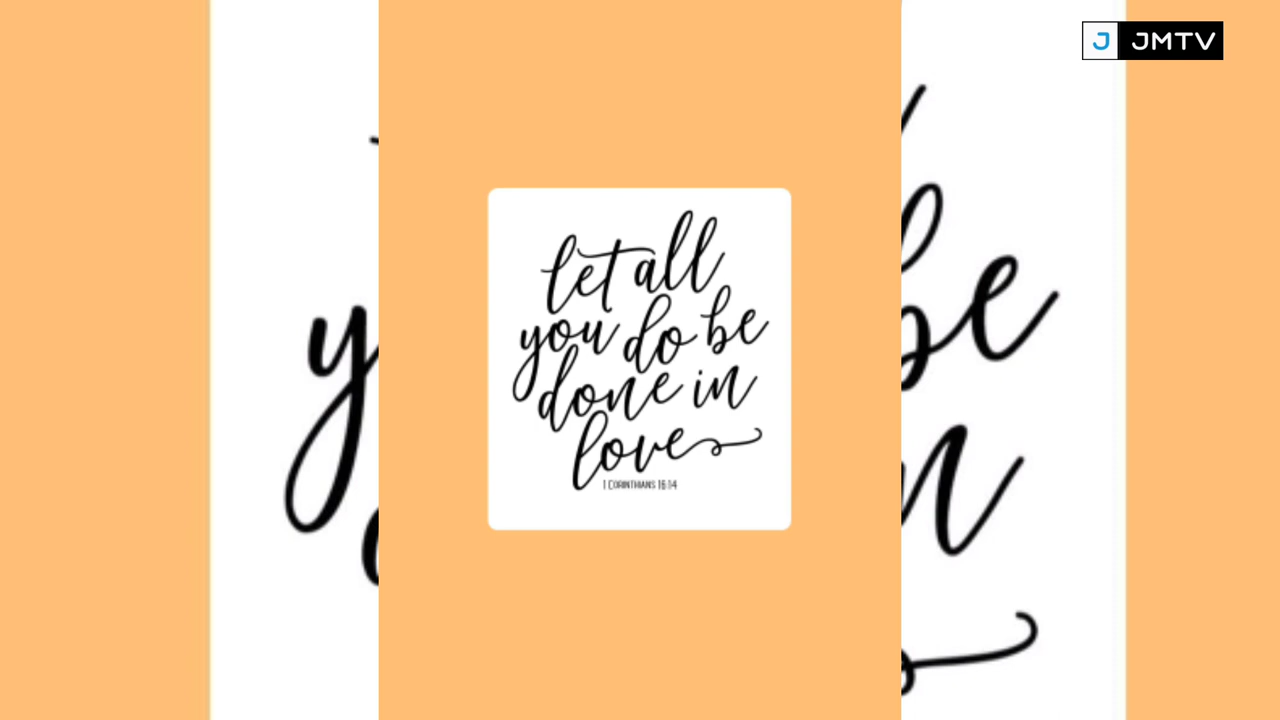 J JMTV
let all
you do be
done in
love
1 CORINTHIANS 16:14